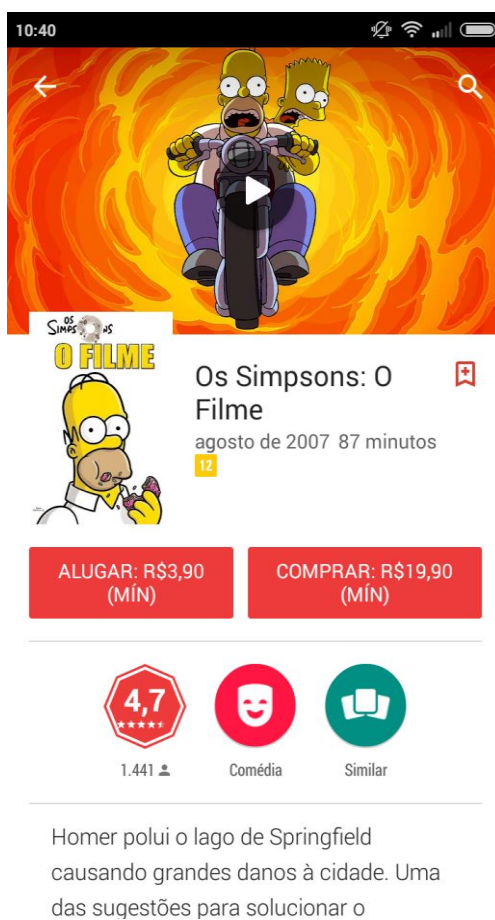 10:40
OS
SIMPS NS
O FILME
Os Simpsons: O
Filme
agosto de 2007 87 minutos
12
ALUGAR: R$3,90
(MÍN)
COMPRAR: R$19,90
(MÍN)
4,7
1.441
Comédia
Similar
Homer polui o lago de Springfield
causando grandes danos à cidade. Uma
das sugestões para solucionar o